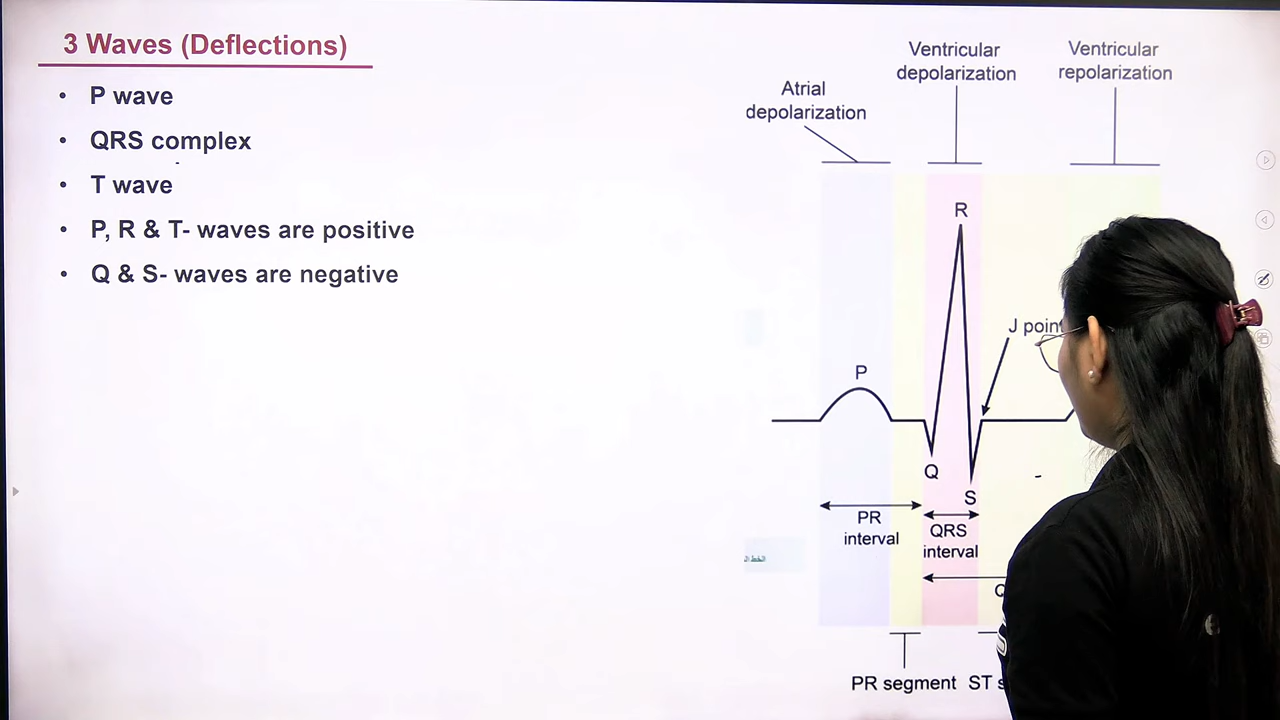 3 Waves (Deflections)
• P wave
• QRS complex
• T wave
• P, R & T- waves are positive
• Q & S- waves are negative
Ventricular
depolarization
Ventricular
repolarization
Atrial
depolarization
R
J point
P
Q
S
PR
interval
QRS
interval
PR segment
ST